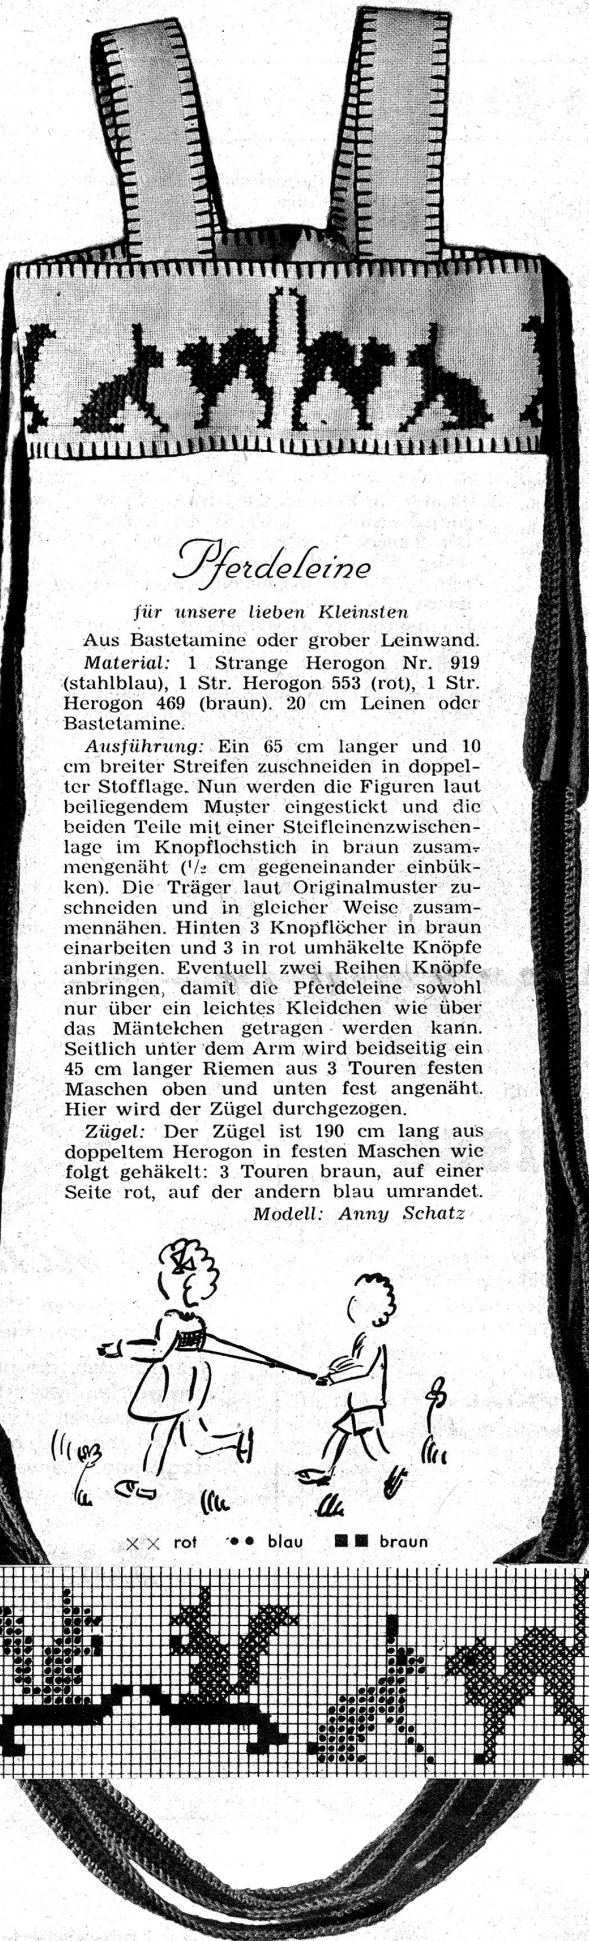 Pferdeleine
für unsere lieben Kleinsten
Aus Bastetamine oder grober Leinwand.
Material: 1 Strange Herogon Nr. 919
(stahlblau), 1 Str. Herogon 553 (rot), 1 Str.
Herogon 469 (braun). 20 cm Leinen oder
Bastetamine.
Ausführung: Ein 65 cm langer und 10
cm breiter Streifen zuschneiden in doppel-
ter Stofflage. Nun werden die Figuren laut
beiliegendem Muster eingestickt und die
beiden Teile mit einer Steifleinenzwischen-
lage im Knopflochstich in braun zusam-
mengenäht (1/2 cm gegeneinander einbük-
ken). Die Träger laut Originalmuster zu-
schneiden und in gleicher Weise zusam-
mennähen. Hinten 3 Knopflöcher in braun
einarbeiten und 3 in rot umhäkelte Knöpfe
anbringen. Eventuell zwei Reihen Knöpfe
anbringen, damit die Pferdeleine sowohl
nur über ein leichtes Kleidchen wie über
das Mäntelchen getragen werden kann.
Seitlich unter dem Arm wird beidseitig ein
45 cm langer Riemen aus 3 Touren festen
Maschen oben und unten fest angenäht.
Hier wird der Zügel durchgezogen.
Zügel: Der Zügel ist 190 cm lang aus
doppeltem Herogon in festen Maschen wie
folgt gehäkelt: 3 Touren braun, auf einer
Seite rot, auf der andern blau umrandet.
Modell: Anny Schatz
rot blau braun